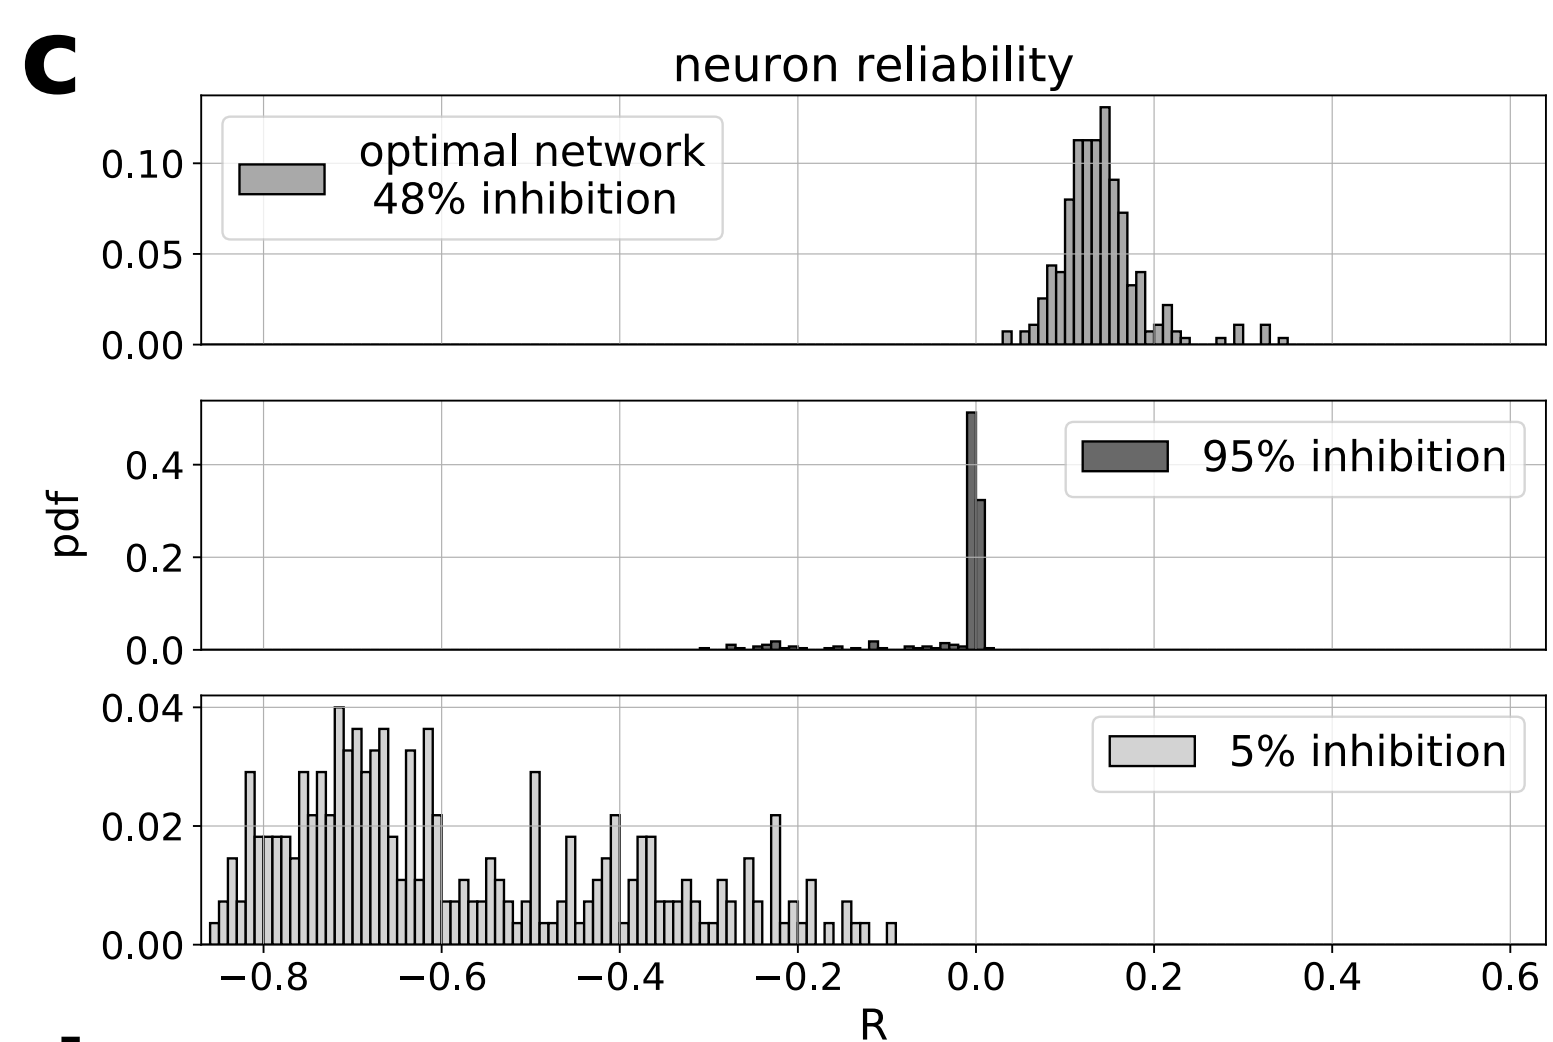 c
neuron reliability
optimal network
48% inhibition
0.10
0.05
0.00
95% inhibition
0.4
0.2
0.0
pdf
5% inhibition
0.04
0.02
0.00
−0.8 −0.6 −0.4 −0.2 0.0 0.2 0.4 0.6
R